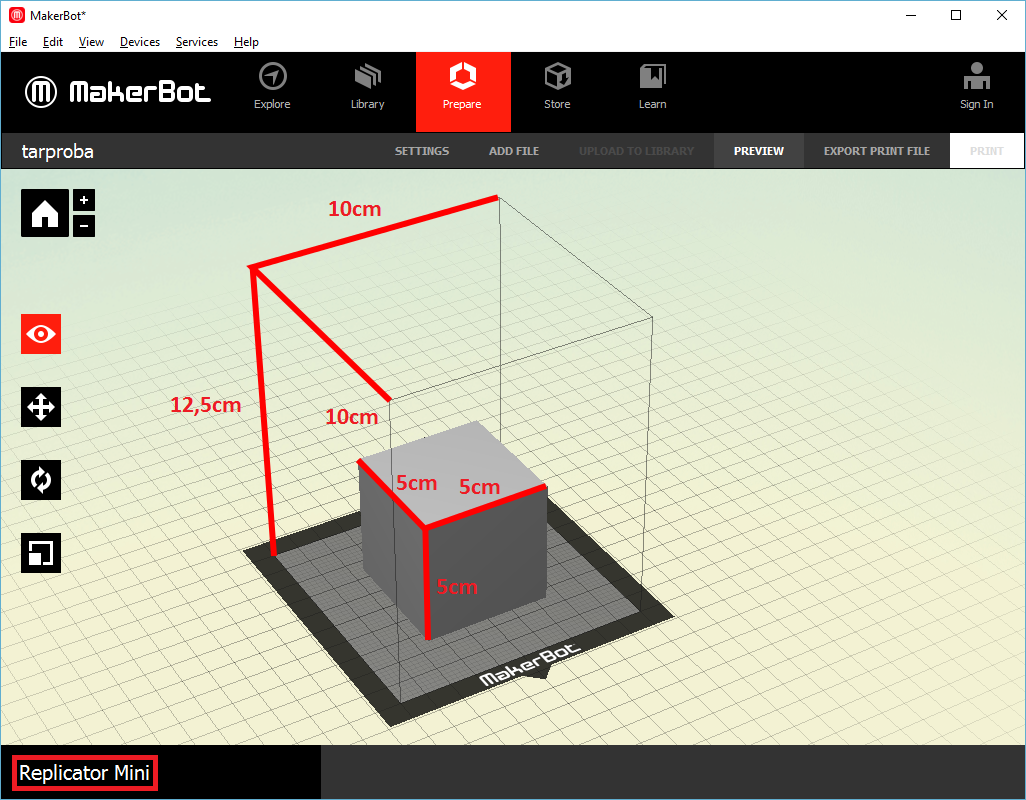 MakerBot*
File Edit View Devices Services Help
MakerBot
Explore Library Prepare Store Learn Sign In
tarproba SETTINGS ADD FILE UPLOAD TO LIBRARY PREVIEW EXPORT PRINT FILE PRINT
+
-
10cm
12,5cm
10cm
5cm 5cm
5cm
MakerBot
Replicator Mini